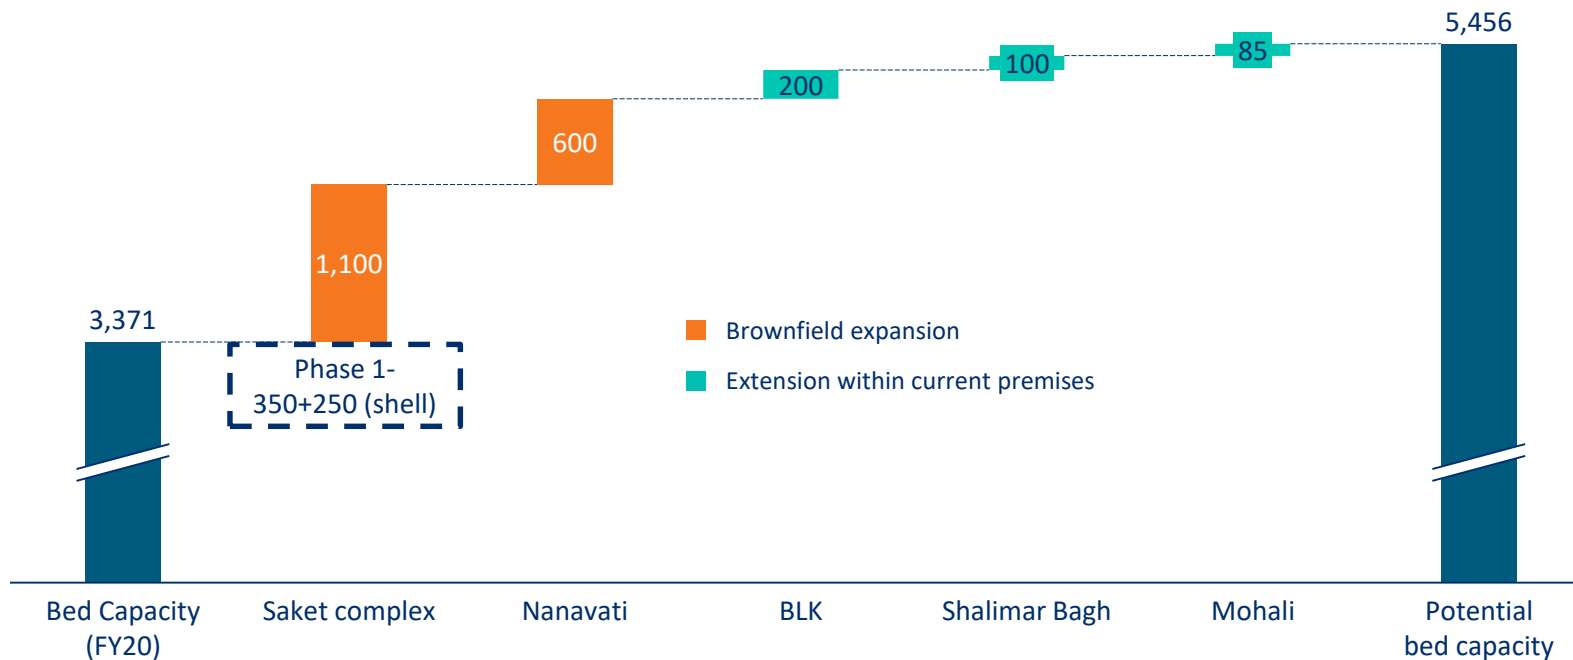 5,456
85
100
200
600
1,100
3,371
Phase 1-
350+250 (shell)
Brownfield expansion
Extension within current premises
Bed Capacity
(FY20)
Saket complex
Nanavati
BLK
Shalimar Bagh
Mohali
Potential
bed capacity